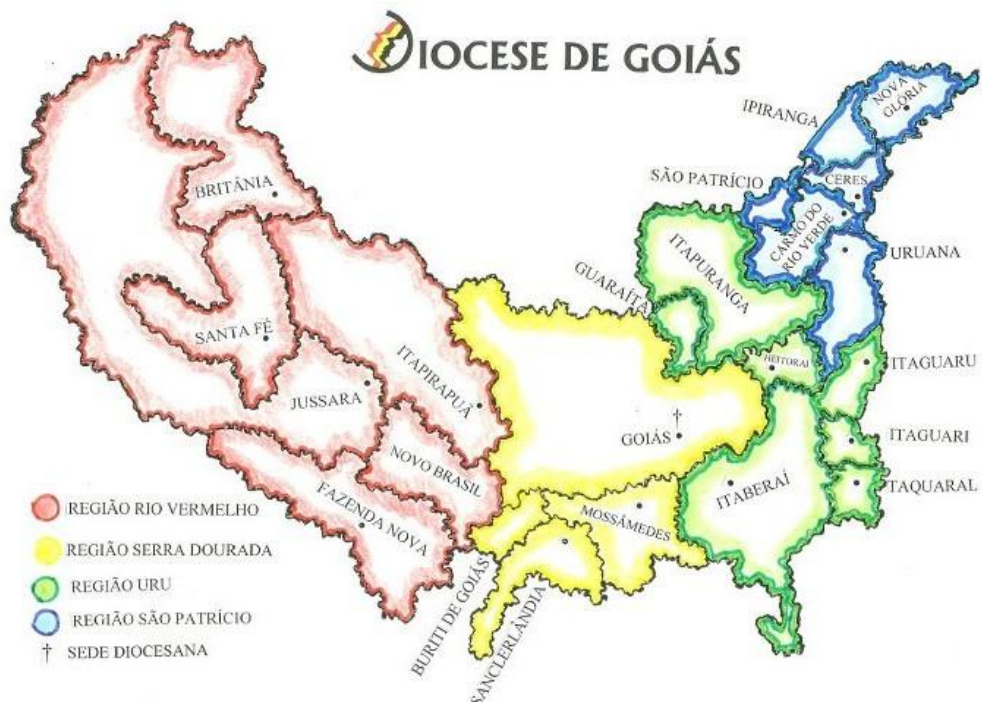 DIOCESE DE GOIÁS
NOVA
GLÓRIA
IPIRANGA
CERES
SÃO PATRÍCIO
CARMO DO
RIO VERDE
URUANA
BRITÂNIA
ITAPURANGA
GUARAÍTA
SANTA FÉ
ITAPIRAPUÃ
HEITORAI
ITAGUARU
JUSSARA
GOIÁS
ITAGUARI
NOVO BRASIL
ITABERAÍ
TAQUARAL
FAZENDA NOVA
MOSSÂMEDES
BURITI DE GOIÁS
SANCLERLÂNDIA
REGIÃO RIO VERMELHO
REGIÃO SERRA DOURADA
REGIÃO URU
REGIÃO SÃO PATRÍCIO
† SEDE DIOCESANA